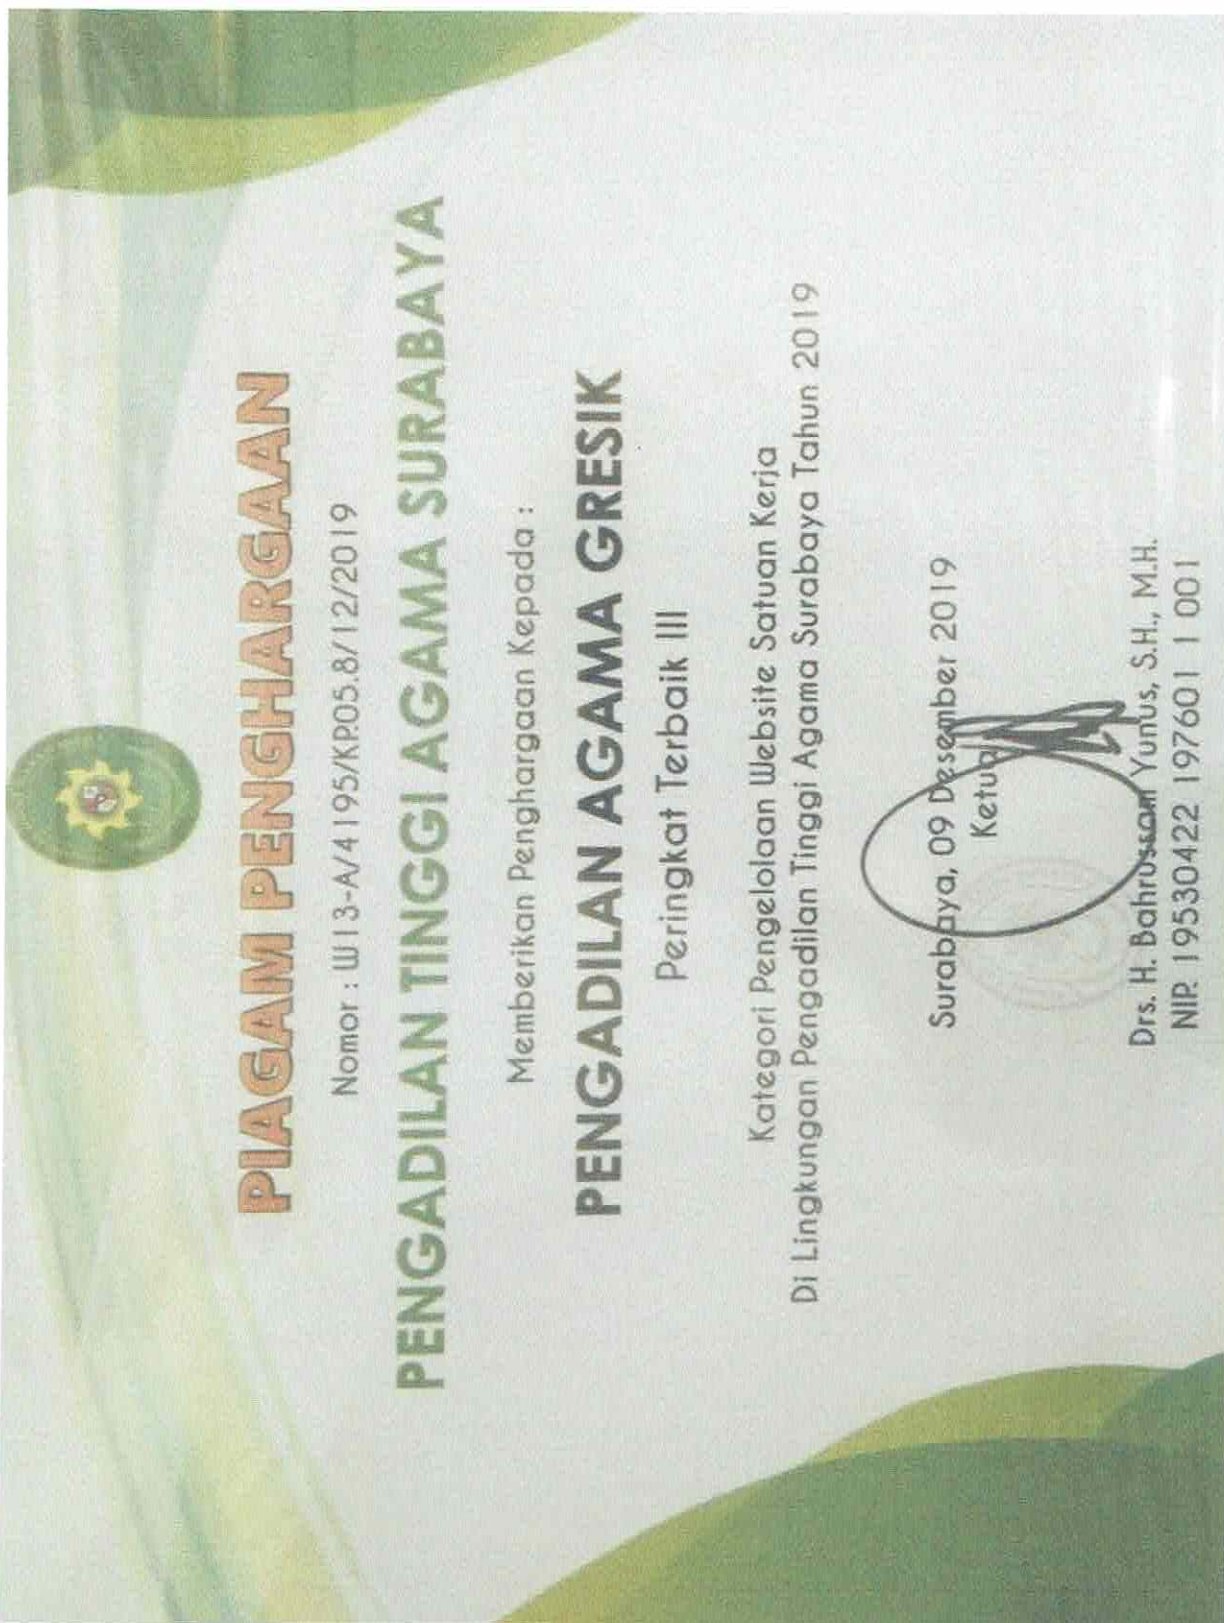 PIAGAM PENGHARGAAN
Nomor : W13-A/4195/KP.05.8/12/2019
PENGADILAN TINGGI AGAMA SURABAYA
Memberikan Penghargaan Kepada :
PENGADILAN AGAMA GRESIK
Peringkat Terbaik III
Kategori Pengelolaan Website Satuan Kerja
Di Lingkungan Pengadilan Tinggi Agama Surabaya Tahun 2019
Surabaya, 09 Desember 2019
Ketua
Drs. H. Bahrussam Yunus, S.H., M.H.
NIP. 19530422 197601 1 001